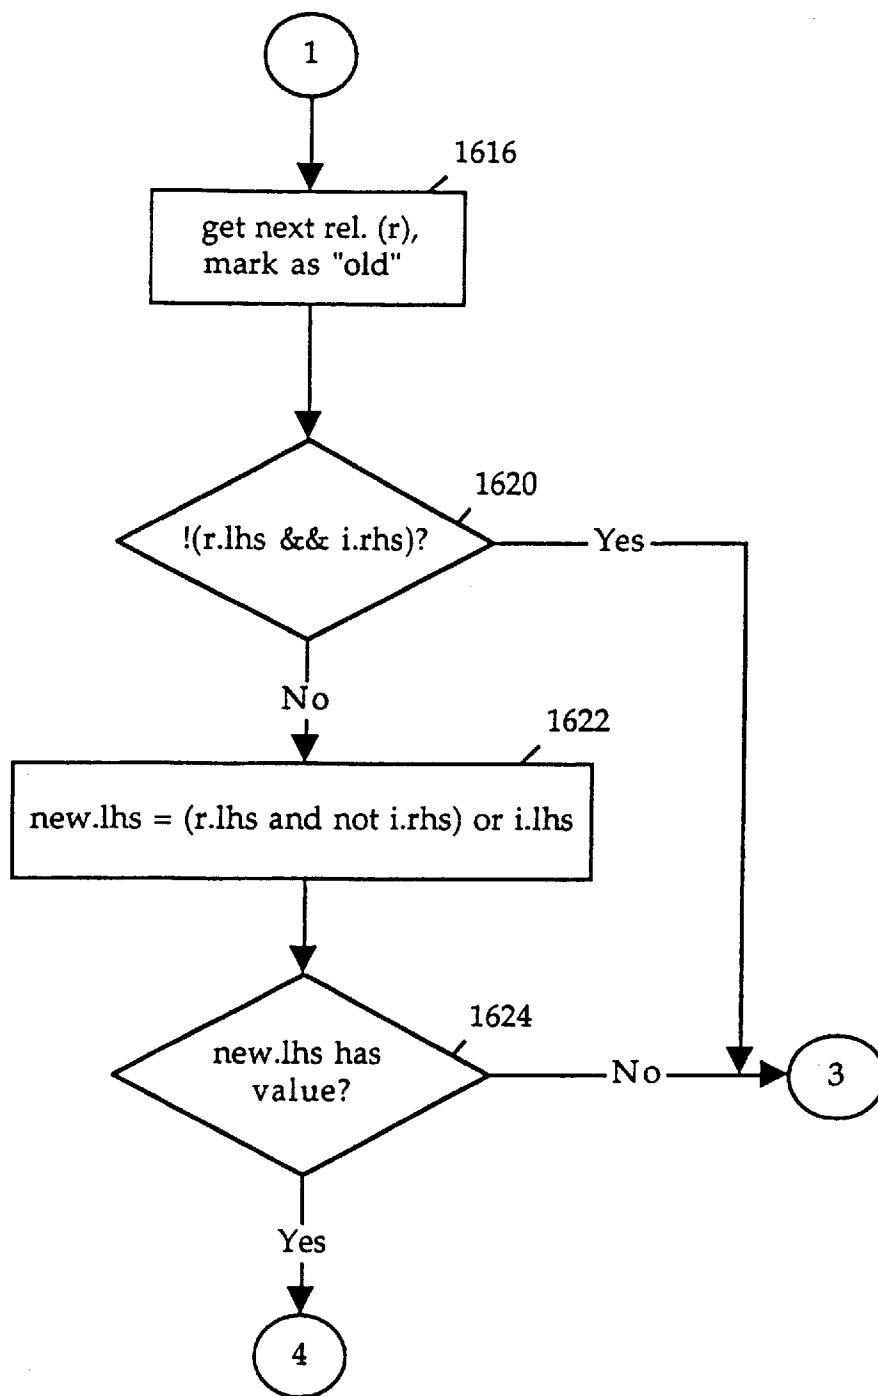 1
1616
get next rel. (r),
mark as "old"
1620
!(r.lhs && i.rhs)?
Yes
No
1622
new.lhs = (r.lhs and not i.rhs) or i.lhs
1624
new.lhs has
value?
No
3
Yes
4